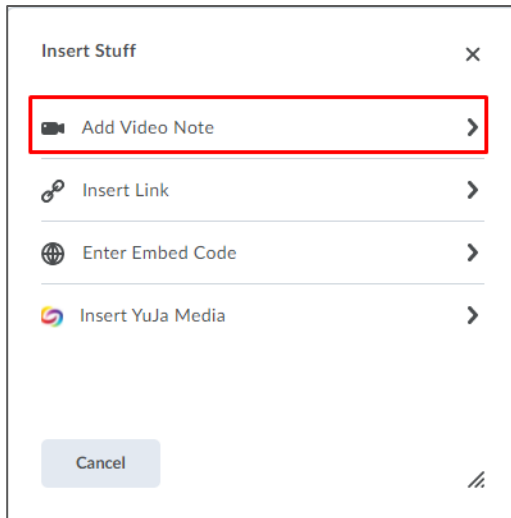 Insert Stuff
Add Video Note
Insert Link
Enter Embed Code
Insert YuJa Media
Cancel